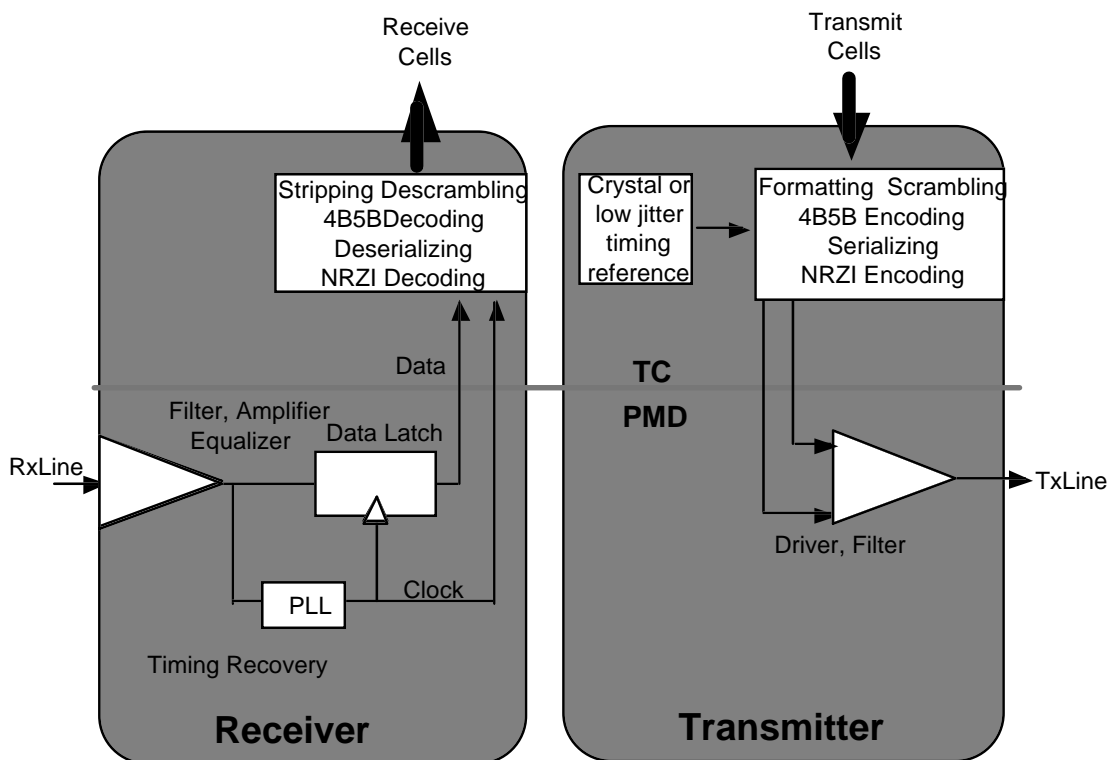 Receive
Cells
Transmit
Cells
Stripping Descrambling
4B5BDecoding
Deserializing
NRZI Decoding
Crystal or
low jitter
timing
reference
Formatting Scrambling
4B5B Encoding
Serializing
NRZI Encoding
Data
TC
PMD
Filter, Amplifier
Equalizer
Data Latch
RxLine
TxLine
Driver, Filter
Clock
PLL
Timing Recovery
Receiver
Transmitter